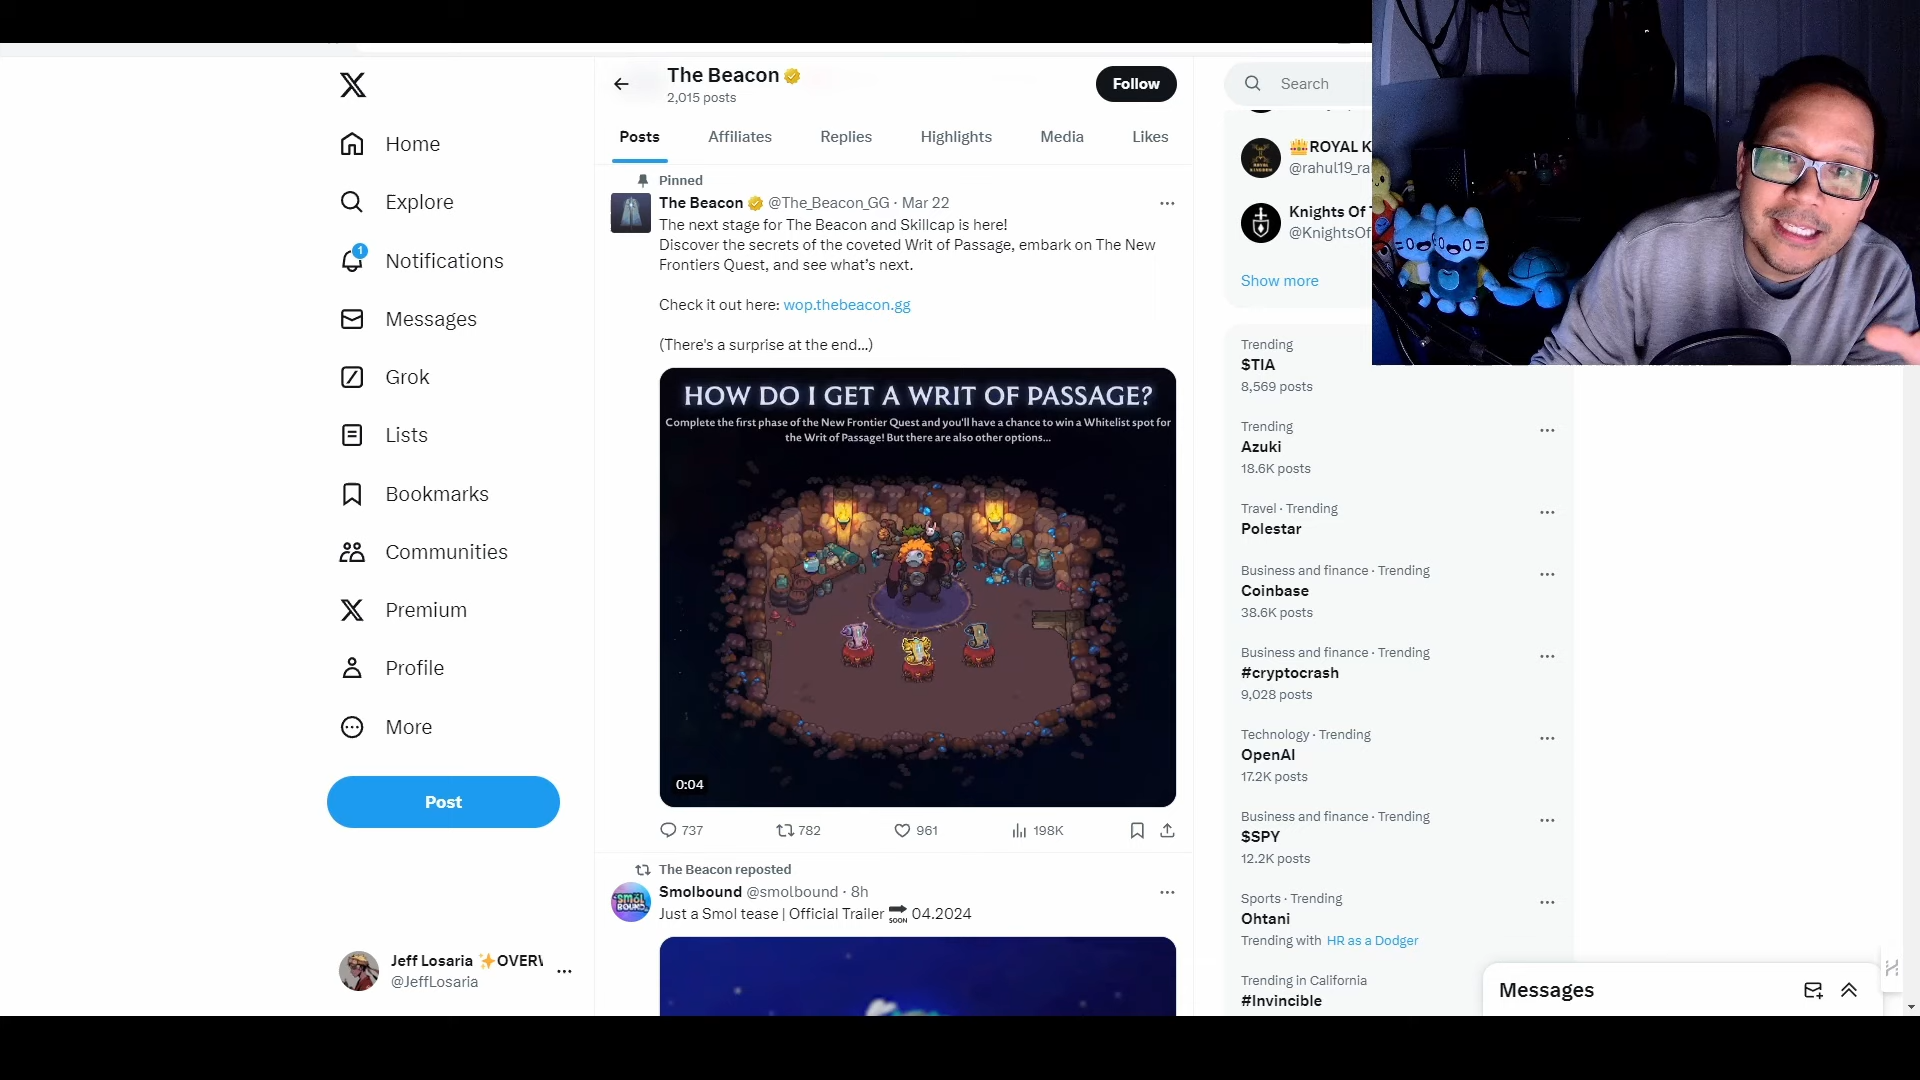 Home
Explore
1
Notifications
Messages
Grok
Lists
Bookmarks
Communities
Premium
Profile
More
Post
Jeff Losaria ✨OVERV
@JeffLosaria
The Beacon
2,015 posts
Follow
Posts
Affiliates
Replies
Highlights
Media
Likes
Pinned
The Beacon @The_Beacon_GG · Mar 22
The next stage for The Beacon and Skillcap is here!
Discover the secrets of the coveted Writ of Passage, embark on The New
Frontiers Quest, and see what's next.
Check it out here: wop.thebeacon.gg
(There's a surprise at the end...)
HOW DO I GET A WRIT OF PASSAGE?
Complete the first phase of the New Frontier Quest and you'll have a chance to win a Whitelist spot for
the Writ of Passage! But there are also other options...
0:04
737
782
961
198K
The Beacon reposted
SMOL
BOUND
Smolbound @smolbound · 8h
Just a Smol tease | Official Trailer SOON 04.2024
Search
👑ROYAL K
@rahul19_ra
Knights Of
@KnightsOf
Show more
Trending
$TIA
8,569 posts
Trending
Azuki
18.6K posts
Travel · Trending
Polestar
Business and finance · Trending
Coinbase
38.6K posts
Business and finance · Trending
#cryptocrash
9,028 posts
Technology · Trending
OpenAI
17.2K posts
Business and finance · Trending
$SPY
12.2K posts
Sports · Trending
Ohtani
Trending with HR as a Dodger
Trending in California
#Invincible
Messages